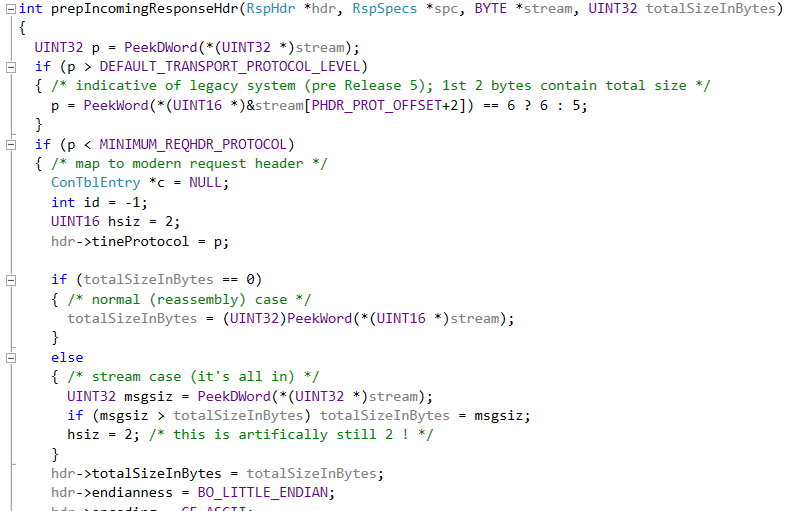 int prepIncomingResponseHdr(RspHdr *hdr, RspSpecs *spc, BYTE *stream, UINT32 totalSizeInBytes)
{
  UINT32 p = PeekDWord(*(UINT32 *)stream);
  if (p > DEFAULT_TRANSPORT_PROTOCOL_LEVEL)
  { /* indicative of legacy system (pre Release 5); 1st 2 bytes contain total size */
    p = PeekWord(*(UINT16 *)&stream[PHDR_PROT_OFFSET+2]) == 6 ? 6 : 5;
  }
  if (p < MINIMUM_REQHDR_PROTOCOL)
  { /* map to modern request header */
    ConTblEntry *c = NULL;
    int id = -1;
    UINT16 hsiz = 2;
    hdr->tineProtocol = p;
    if (totalSizeInBytes == 0)
    { /* normal (reassembly) case */
      totalSizeInBytes = (UINT32)PeekWord(*(UINT16 *)stream);
    }
    else
    { /* stream case (it's all in) */
      UINT32 msgsiz = PeekDWord(*(UINT32 *)stream);
      if (msgsiz > totalSizeInBytes) totalSizeInBytes = msgsiz;
      hsiz = 2; /* this is artifically still 2 ! */
    }
    hdr->totalSizeInBytes = totalSizeInBytes;
    hdr->endianness = BO_LITTLE_ENDIAN;